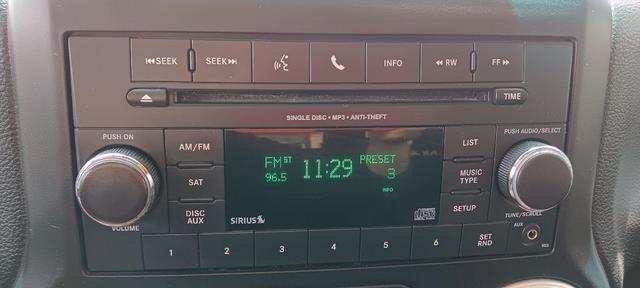 SEEK SEEK INFO RW FF
TIME
SINGLE DISC • MP3 • ANTI-THEFT
PUSH ON
VOLUME
AM/FM
SAT
DISC
AUX
FM ST
96.5
11:29
PRESET
3
INFO
SIRIUS
LIST
MUSIC
TYPE
SETUP
PUSH AUDIO/SELECT
TUNE/SCROLL
AUX
1 2 3 4 5 6
SET
RND